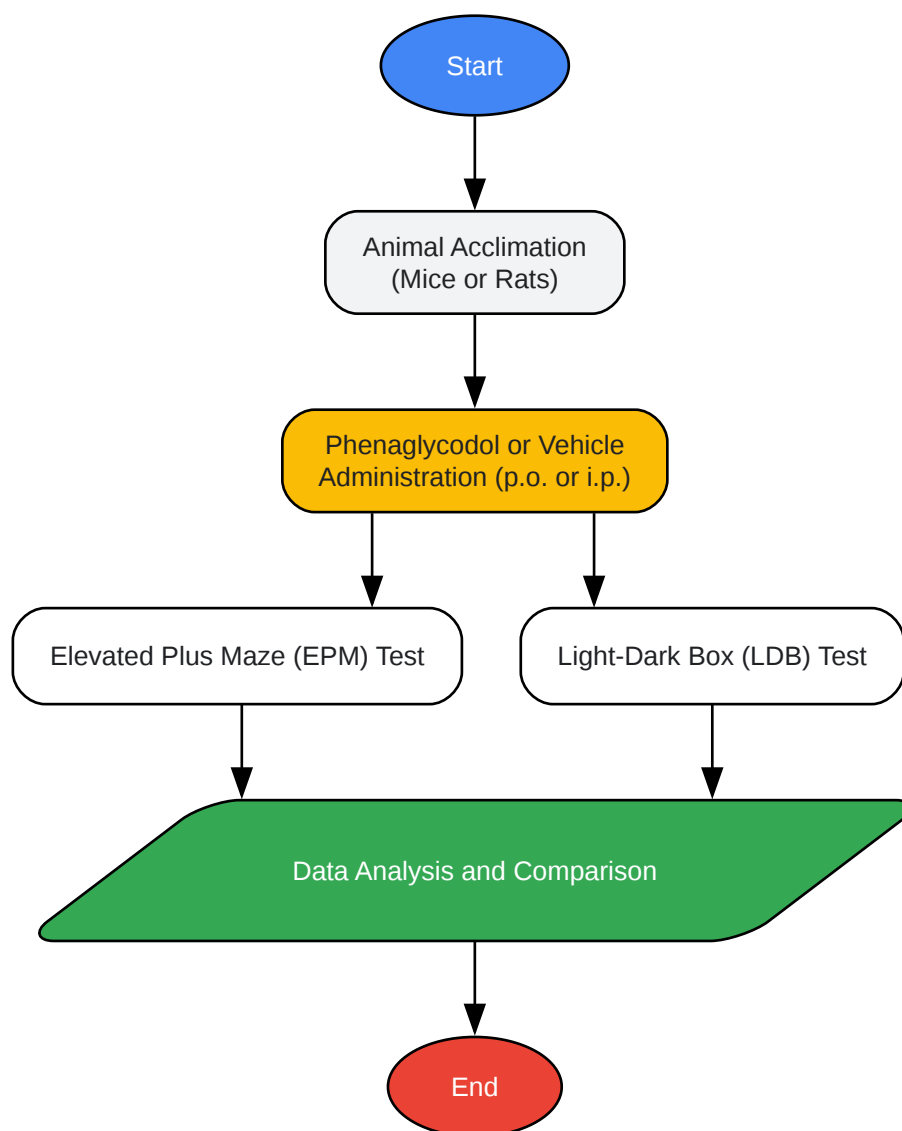 Start
Animal Acclimation
(Mice or Rats)
Phenaglycodol or Vehicle
Administration (p.o. or i.p.)
Elevated Plus Maze (EPM) Test
Light-Dark Box (LDB) Test
Data Analysis and Comparison
End